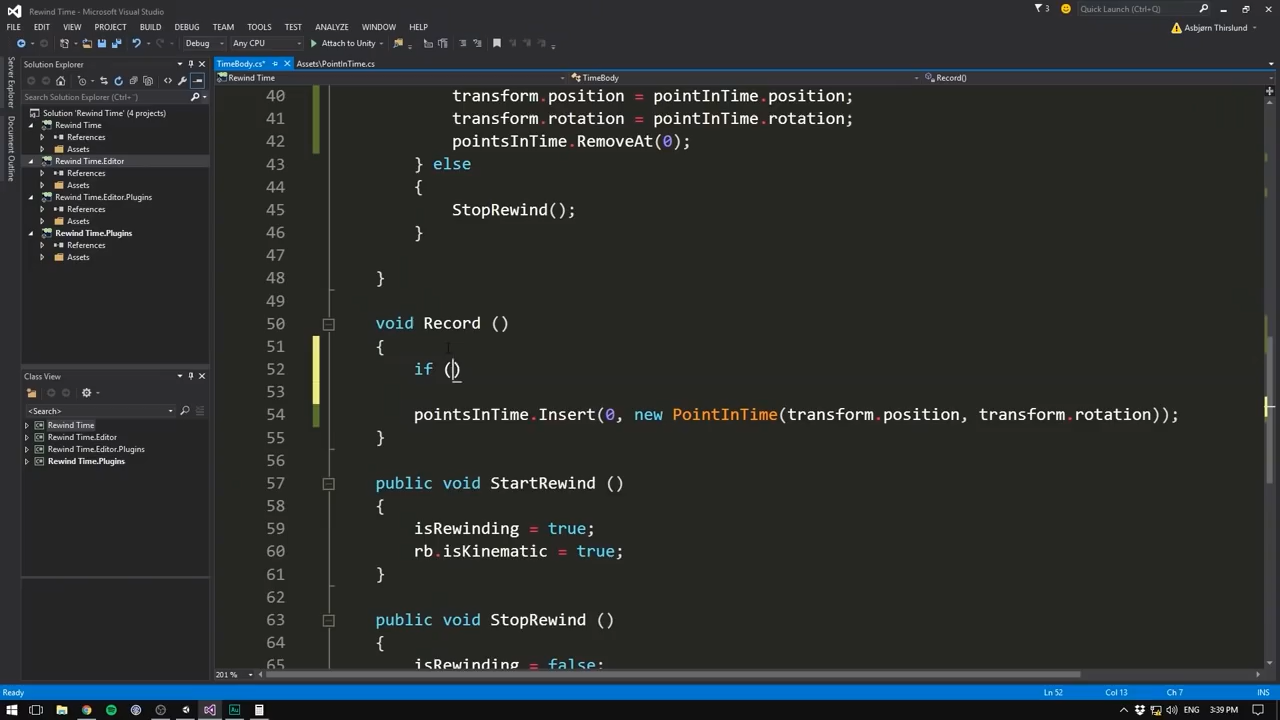 Rewind Time - Microsoft Visual Studio
3
Quick Launch (Ctrl+Q)
FILE EDIT VIEW PROJECT BUILD DEBUG TEAM TOOLS TEST ANALYZE WINDOW HELP
Asbjørn Thirslund
Debug Any CPU Attach to Unity
Server Explorer
Document Outline
Solution Explorer
Search Solution Explorer (Ctrl+')
Solution 'Rewind Time' (4 projects)
Rewind Time
References
Assets
Rewind Time.Editor
References
Assets
Rewind Time.Editor.Plugins
References
Assets
Rewind Time.Plugins
References
Assets
Class View
<Search>
Rewind Time
Rewind Time.Editor
Rewind Time.Editor.Plugins
Rewind Time.Plugins
TimeBody.cs* Assets\PointInTime.cs
Rewind Time TimeBody Record()
40 transform.position = pointInTime.position;
41 transform.rotation = pointInTime.rotation;
42 pointsInTime.RemoveAt(0);
43 } else
44 {
45 StopRewind();
46 }
47
48 }
49
50 void Record ()
51 {
52 if ()
53
54 pointsInTime.Insert(0, new PointInTime(transform.position, transform.rotation));
55 }
56
57 public void StartRewind ()
58 {
59 isRewinding = true;
60 rb.isKinematic = true;
61 }
62
63 public void StopRewind ()
64 {
65 isRewinding = false;
201 %
Ready Ln 52 Col 13 Ch 7 INS
3:39 PM